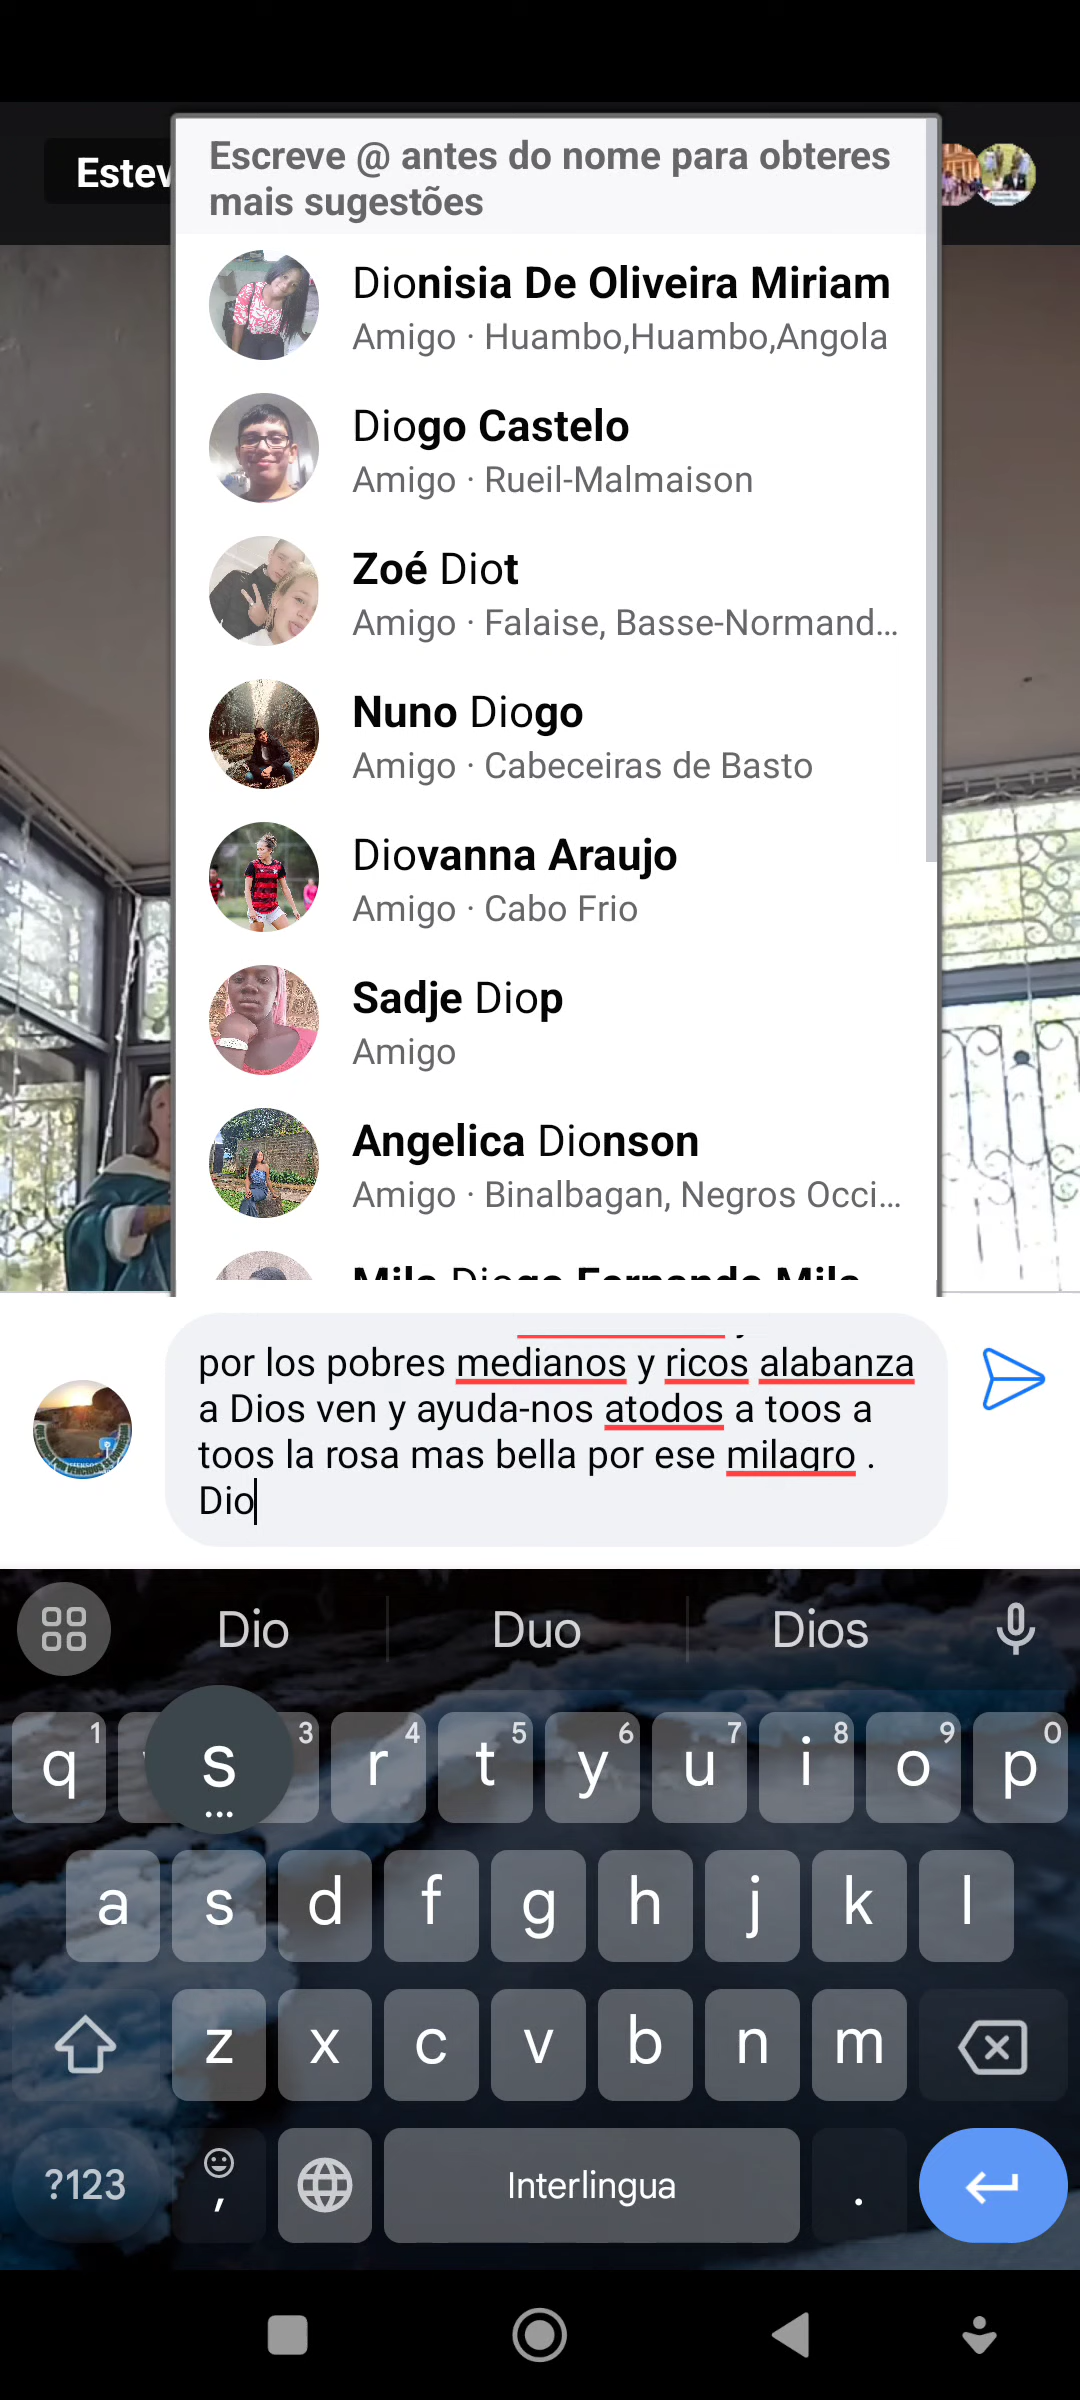 Estev
Escreve @ antes do nome para obteres
mais sugestões
Dionisia De Oliveira Miriam
Amigo · Huambo,Huambo,Angola
Diogo Castelo
Amigo · Rueil-Malmaison
Zoé Diot
Amigo · Falaise, Basse-Normand...
Nuno Diogo
Amigo · Cabeceiras de Basto
Diovanna Araujo
Amigo · Cabo Frio
Sadje Diop
Amigo
Angelica Dionson
Amigo · Binalbagan, Negros Occi...
Mila Diogo Fernando Mila
por los pobres medianos y ricos alabanza
a Dios ven y ayuda-nos atodos a toos a
toos la rosa mas bella por ese milagro .
Dio
Dio Duo Dios
q 1 s ... 3 r 4 t 5 y 6 u 7 i 8 o 9 p 0
a s d f g h j k l
z x c v b n m
?123 , Interlingua .